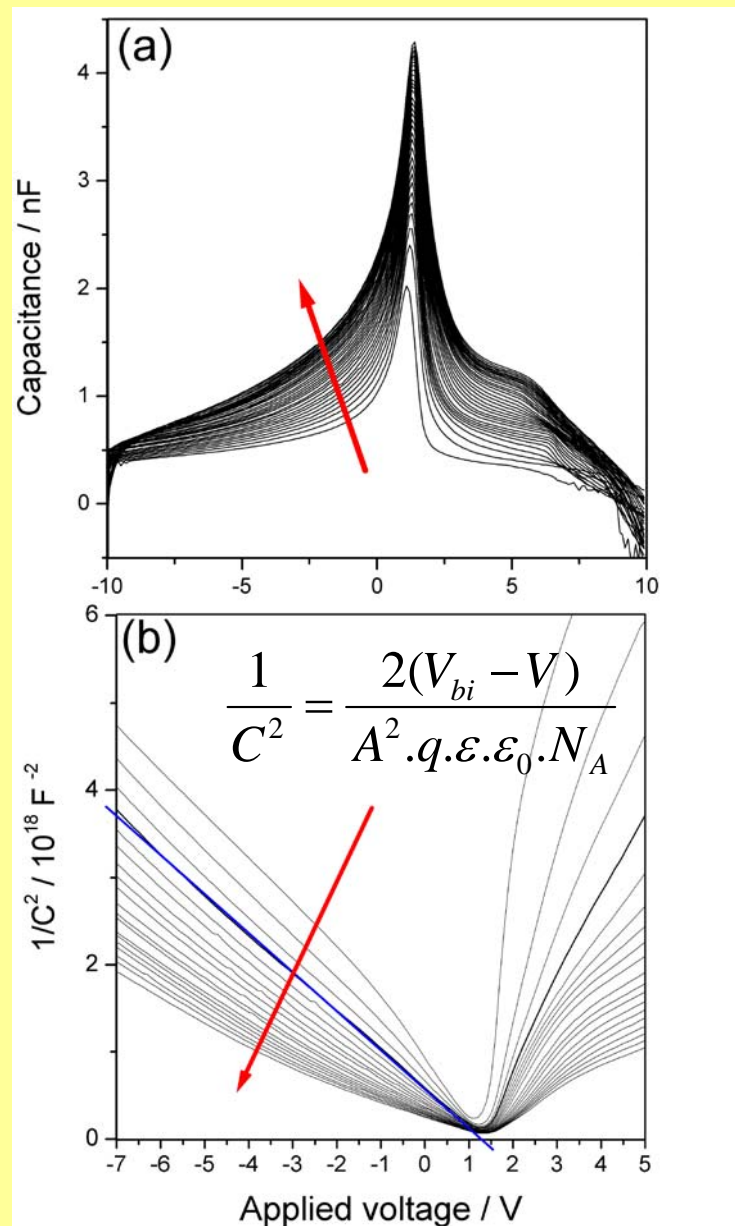 (a)
Capacitance / nF
4
3
2
1
0
-10 -5 0 5 10
(b)
1/C² = 2(V_bi − V) / A².q.ε.ε₀.N_A
1/C² / 10¹⁸ F⁻²
6
4
2
0
-7 -6 -5 -4 -3 -2 -1 0 1 2 3 4 5
Applied voltage / V